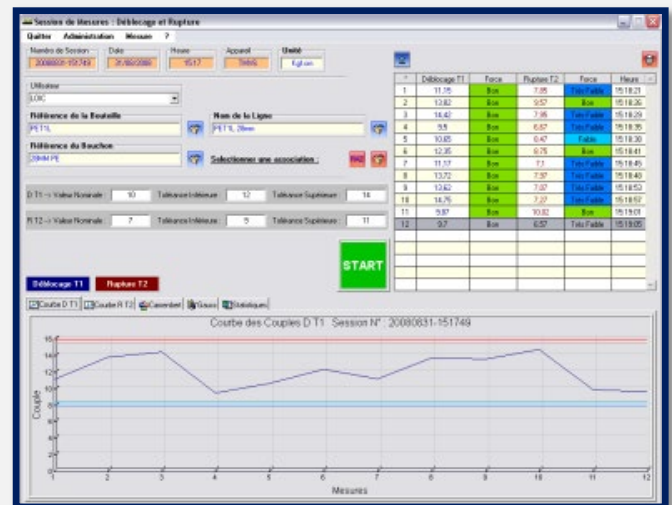 Session de Mesures : Déblocage et Rupture
Quitter Administration Mesure ?
Numéro de Session Date Heure Appareil Unité
20080831-151749 31/08/2008 15:17 Kgf.cm
Utilisateur
LOIC
Référence de la Bouteille Nom de la Ligne
PET1L PET 1L 28mm
Référence du Bouchon
28MM PE Selectionner une association : RAZ
D T1 --> Valeur Nominale : 10 Tolérance Inférieure : 12 Tolérance Supérieure : 14
R T2 --> Valeur Nominale : 7 Tolérance Inférieure : 9 Tolérance Supérieure : 11
START
Déblocage T1 Rupture T2
* Déblocage T1 Force Rupture T2 Force Heure
1 11,15 Bon 7,95 Très Faible 15:18:21
2 13,82 Bon 9,57 Bon 15:18:26
3 14,42 Bon 7,95 Très Faible 15:18:29
4 9,5 Bon 6,67 Très Faible 15:18:35
5 10,65 Bon 8,47 Faible 15:18:38
6 12,35 Bon 8,75 Bon 15:18:41
7 11,17 Bon 7,1 Très Faible 15:18:45
8 13,72 Bon 7,97 Très Faible 15:18:48
9 13,62 Bon 7,07 Très Faible 15:18:53
10 14,75 Bon 7,27 Très Faible 15:18:57
11 9,87 Bon 10,02 Bon 15:19:01
12 9,7 Bon 6,57 Très Faible 15:19:05
Courbe D T1 Courbe R T2 Camembert Gauss Statistiques
Courbe des Couples D T1 Session N° : 20080831-151749
Couple
16
14
12
10
8
6
4
2
0
1 2 3 4 5 6 7 8 9 10 11 12
Mesures